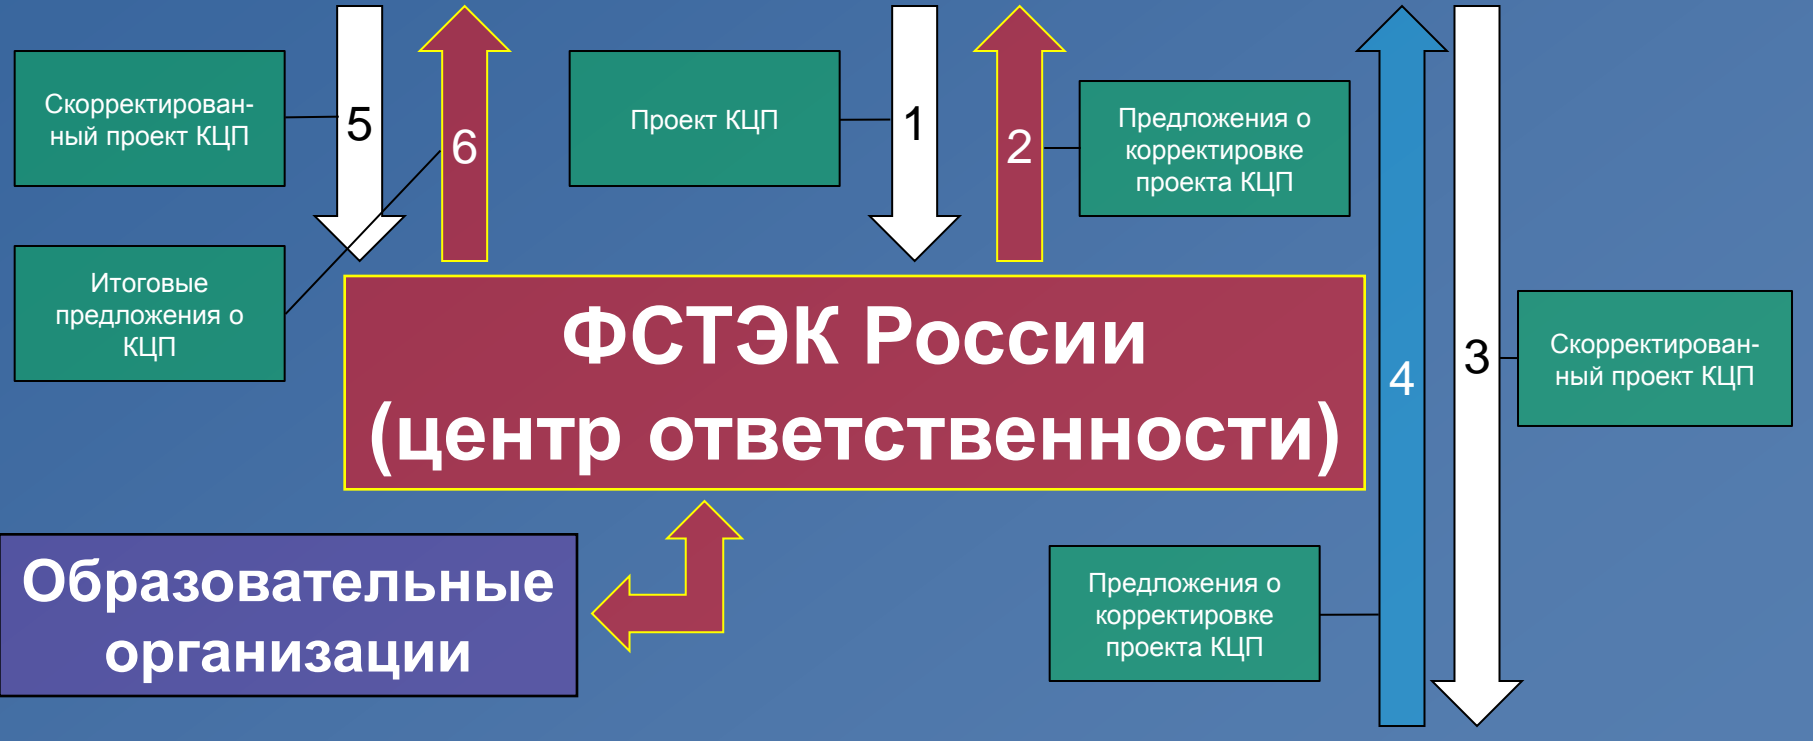 Скорректирован-
ный проект КЦП
5
6
Проект КЦП
1
2
Предложения о
корректировке
проекта КЦП
Итоговые
предложения о
КЦП
ФСТЭК России
(центр ответственности)
4
3
Скорректирован-
ный проект КЦП
Образовательные
организации
Предложения о
корректировке
проекта КЦП